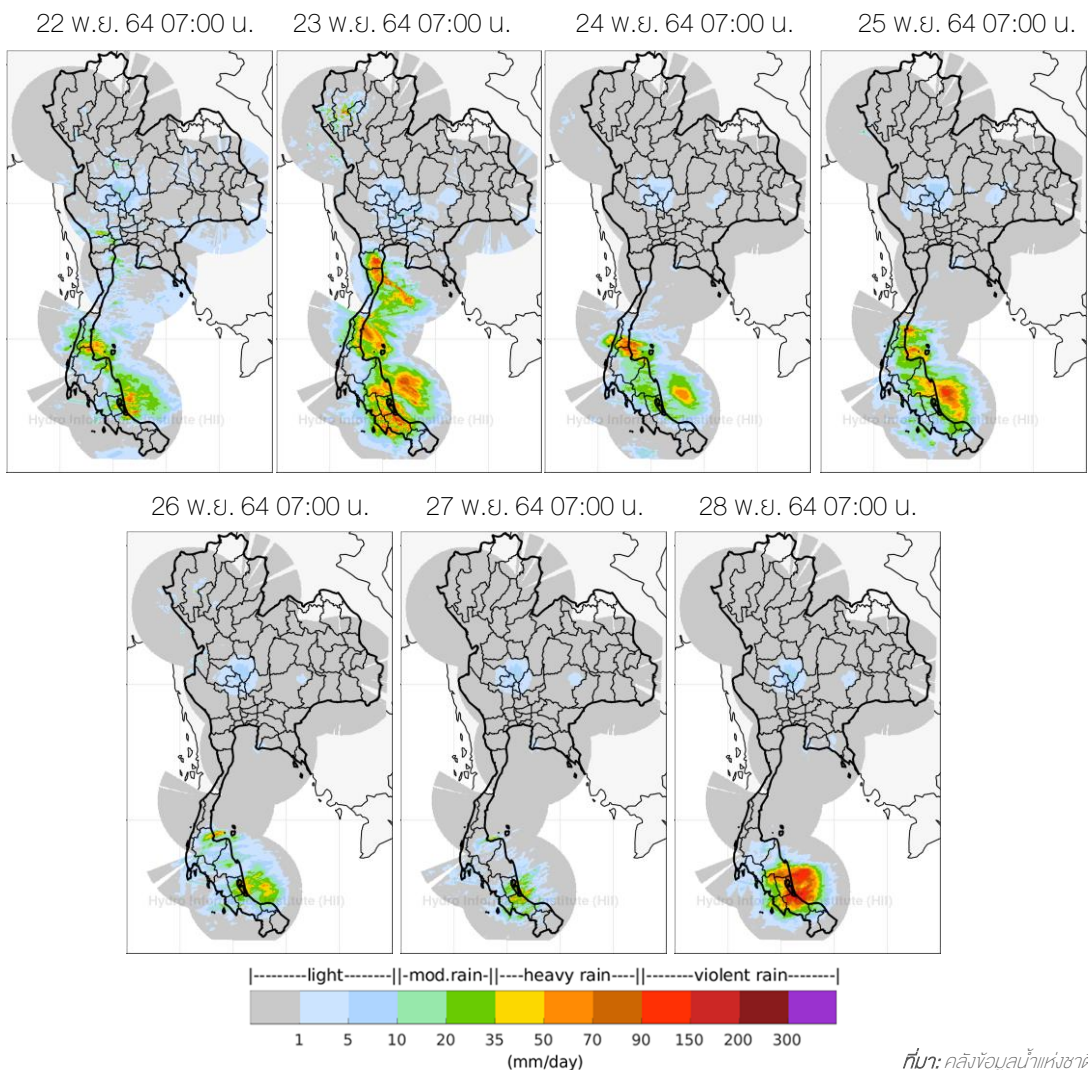 22 พ.ย. 64 07:00 น.
23 พ.ย. 64 07:00 น.
24 พ.ย. 64 07:00 น.
25 พ.ย. 64 07:00 น.
Hydro Infor
stitute (HII)
26 พ.ย. 64 07:00 น.
27 พ.ย. 64 07:00 น.
28 พ.ย. 64 07:00 น.
|--------light-------||-mod.rain-||----heavy rain----||-------violent rain-------|
1 5 10 20 35 50 70 90 150 200 300
(mm/day)
ที่มา: คลังข้อมูลน้ำแห่งชาติ